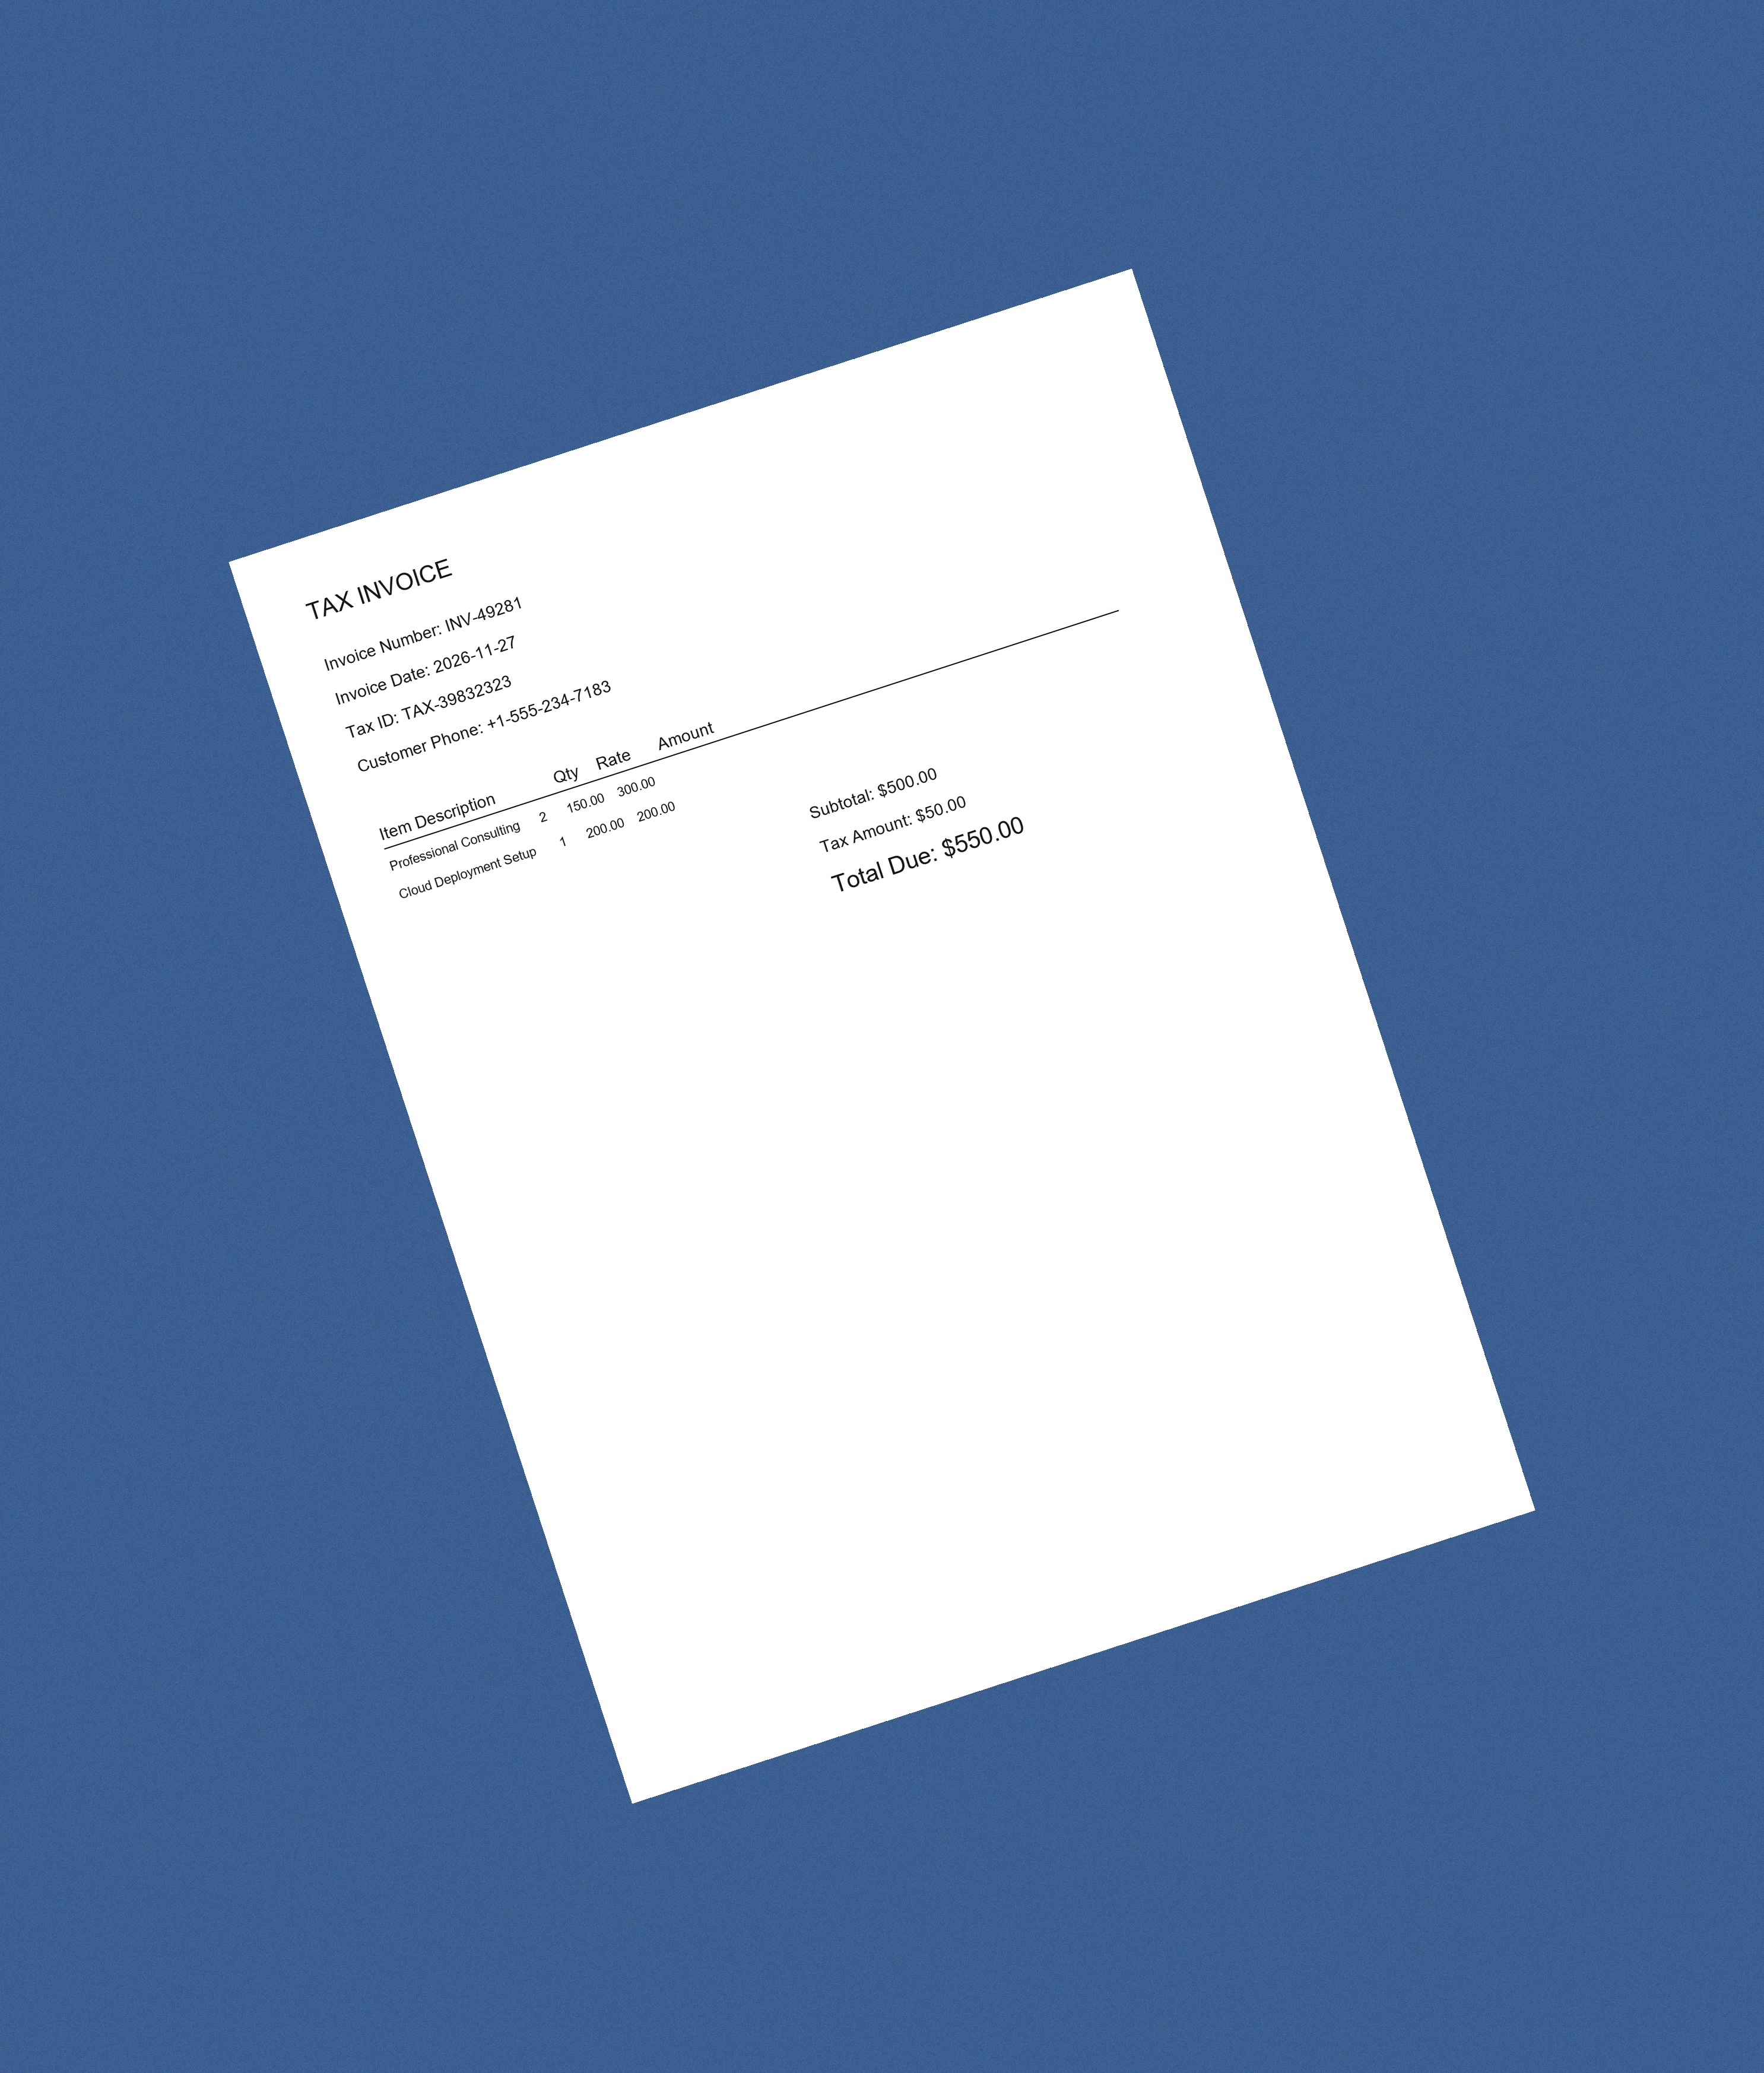 TAX INVOICE
Invoice Number: INV-49281
Invoice Date: 2026-11-27
Tax ID: TAX-39832323
Customer Phone: +1-555-234-7183
Item Description Qty Rate Amount
Professional Consulting 2 150.00 300.00
Cloud Deployment Setup 1 200.00 200.00
Subtotal: $500.00
Tax Amount: $50.00
Total Due: $550.00